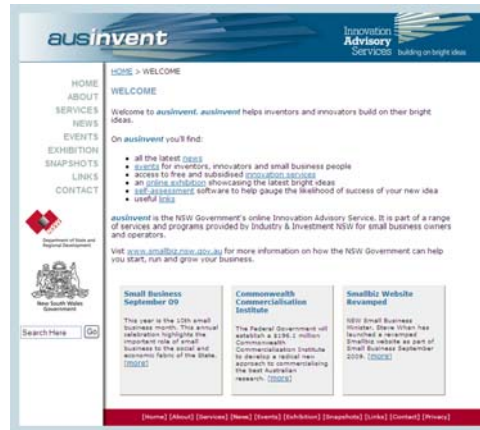 ausinvent
Innovation
Advisory
Services building on bright ideas
HOME
ABOUT
SERVICES
NEWS
EVENTS
EXHIBITION
SNAPSHOTS
LINKS
CONTACT
Department of State and
Regional Development
New South Wales
Government
Search Here Go
HOME > WELCOME
WELCOME
Welcome to ausinvent. ausinvent helps inventors and innovators build on their bright
ideas.
On ausinvent you'll find:
• all the latest news
• events for inventors, innovators and small business people
• access to free and subsidised innovation services
• an online exhibition showcasing the latest bright ideas
• self-assessment software to help gauge the likelihood of success of your new idea
• useful links
ausinvent is the NSW Government's online Innovation Advisory Service. It is part of a range
of services and programs provided by Industry & Investment NSW for small business owners
and operators.
Visit www.smallbiz.nsw.gov.au for more information on how the NSW Government can help
you start, run and grow your business.
Small Business
September 09
This year is the 10th small
business month. This annual
celebration highlights the
important role of small
business to the social and
economic fabric of the State.
[more]
Commonwealth
Commercialisation
Institute
The Federal Government will
establish a $196.1 million
Commonwealth
Commercialisation Institute
to develop a radical new
approach to commercialising
the best Australian
research. [more]
Smallbiz Website
Revamped
NSW Small Business
Minister, Steve Whan has
launched a revamped
Smallbiz website as part of
Small Business September
2009. [more]
[Home] [About] [Services] [News] [Events] [Exhibition] [Snapshots] [Links] [Contact] [Privacy]